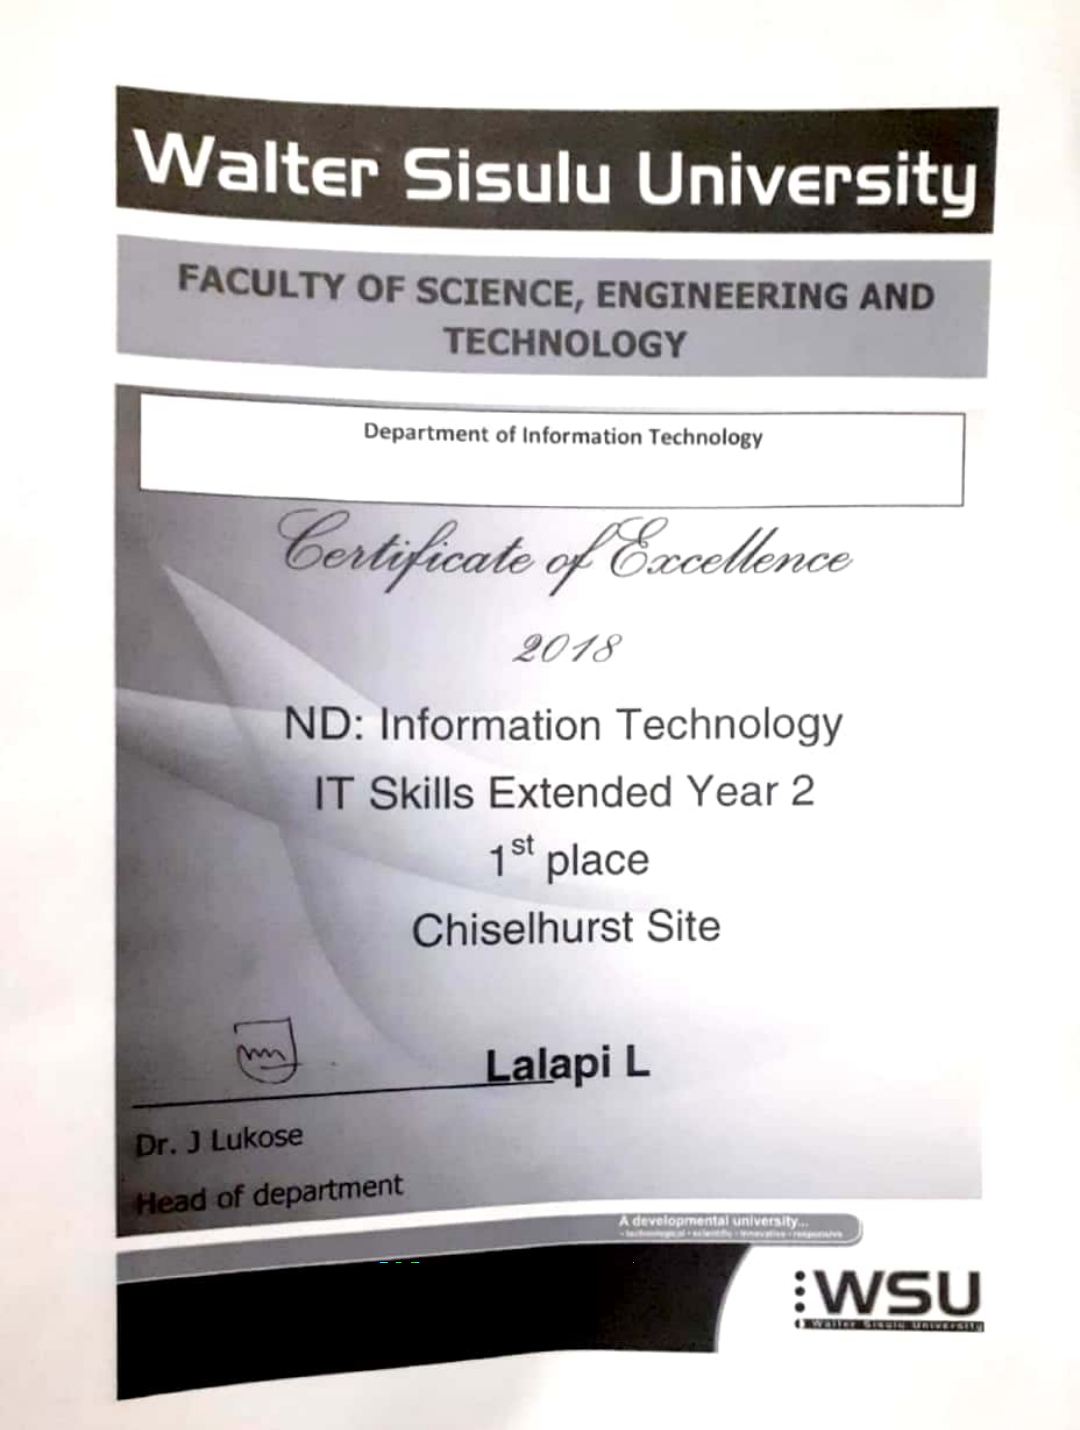 Walter Sisulu University
FACULTY OF SCIENCE, ENGINEERING AND
TECHNOLOGY
Department of Information Technology
Certificate of Excellence
2018
ND: Information Technology
IT Skills Extended Year 2
1st place
Chiselhurst Site
Lalapi L
Dr. J Lukose
Head of department
A developmental university...
- technological - scientific - innovative - responsive
WSU
Walter Sisulu University